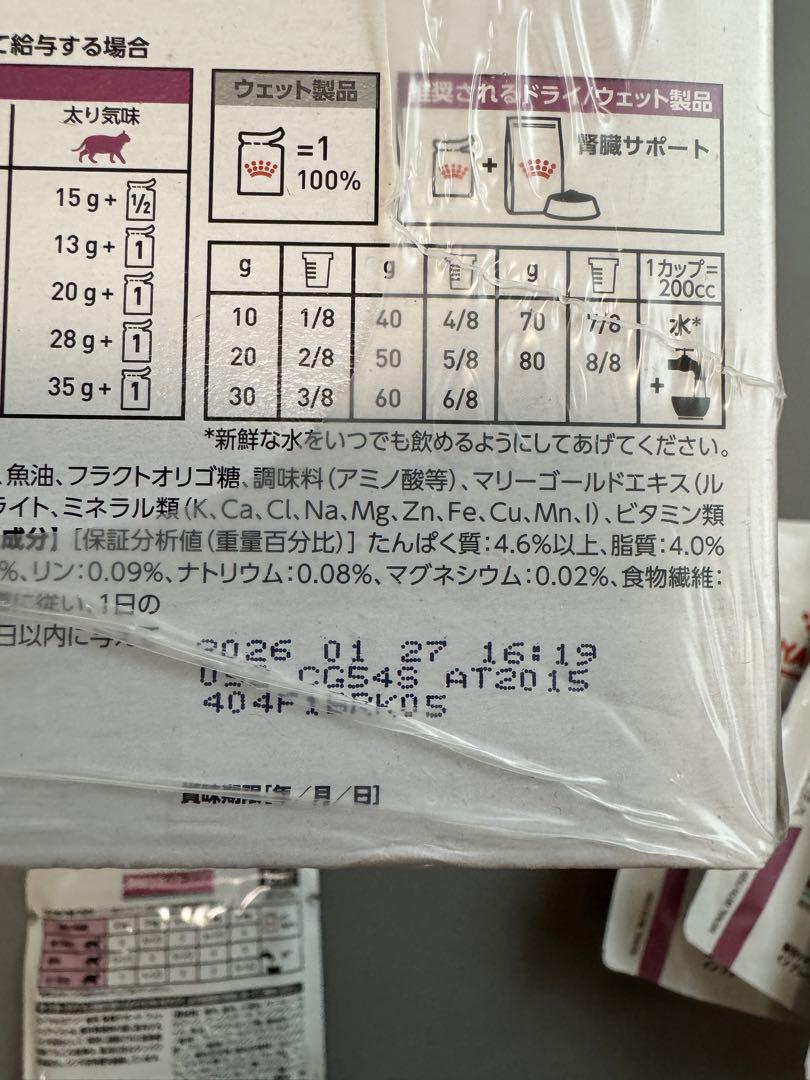 て給与する場合
太り気味
15 g+ 1/2
13 g+ 1
20 g+ 1
28 g+ 1
35 g+ 1
ウェット製品
=1
100%
推奨されるドライ/ウェット製品
+
腎臓サポート
g g g 1カップ=200cc
10 1/8 40 4/8 70 7/8 水*
20 2/8 50 5/8 80 8/8 +
30 3/8 60 6/8
*新鮮な水をいつでも飲めるようにしてあげてください。
、魚油、フラクトオリゴ糖、調味料(アミノ酸等)、マリーゴールドエキス(ル
ライト、ミネラル類(K、Ca、Cl、Na、Mg、Zn、Fe、Cu、Mn、I)、ビタミン類
成分】[保証分析値(重量百分比)]たんぱく質:4.6%以上、脂質:4.0%
%、リン:0.09%、ナトリウム:0.08%、マグネシウム:0.02%、食物繊維:
に従い、1日の
日以内に与え
2026 01 27 16:19
CG54S AT2015
404F1BRK05
賞味期限[年/月/日]